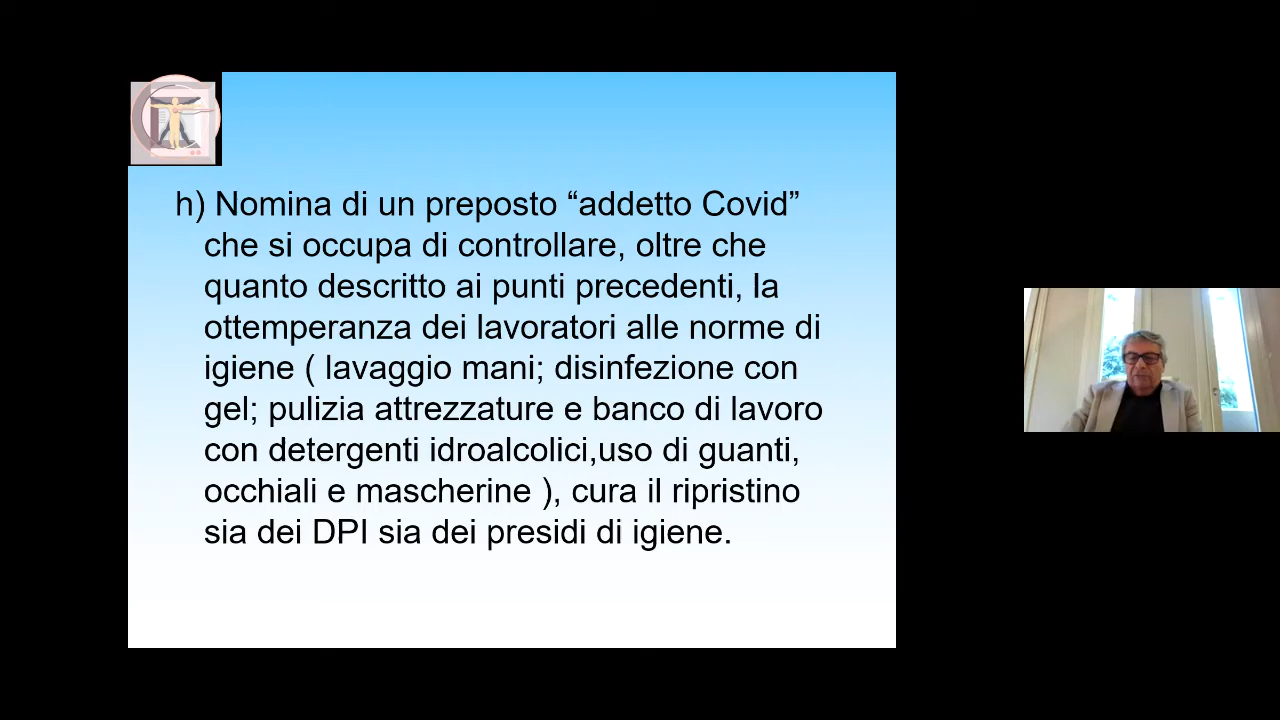 h) Nomina di un preposto “addetto Covid”
che si occupa di controllare, oltre che
quanto descritto ai punti precedenti, la
ottemperanza dei lavoratori alle norme di
igiene ( lavaggio mani; disinfezione con
gel; pulizia attrezzature e banco di lavoro
con detergenti idroalcolici,uso di guanti,
occhiali e mascherine ), cura il ripristino
sia dei DPI sia dei presidi di igiene.